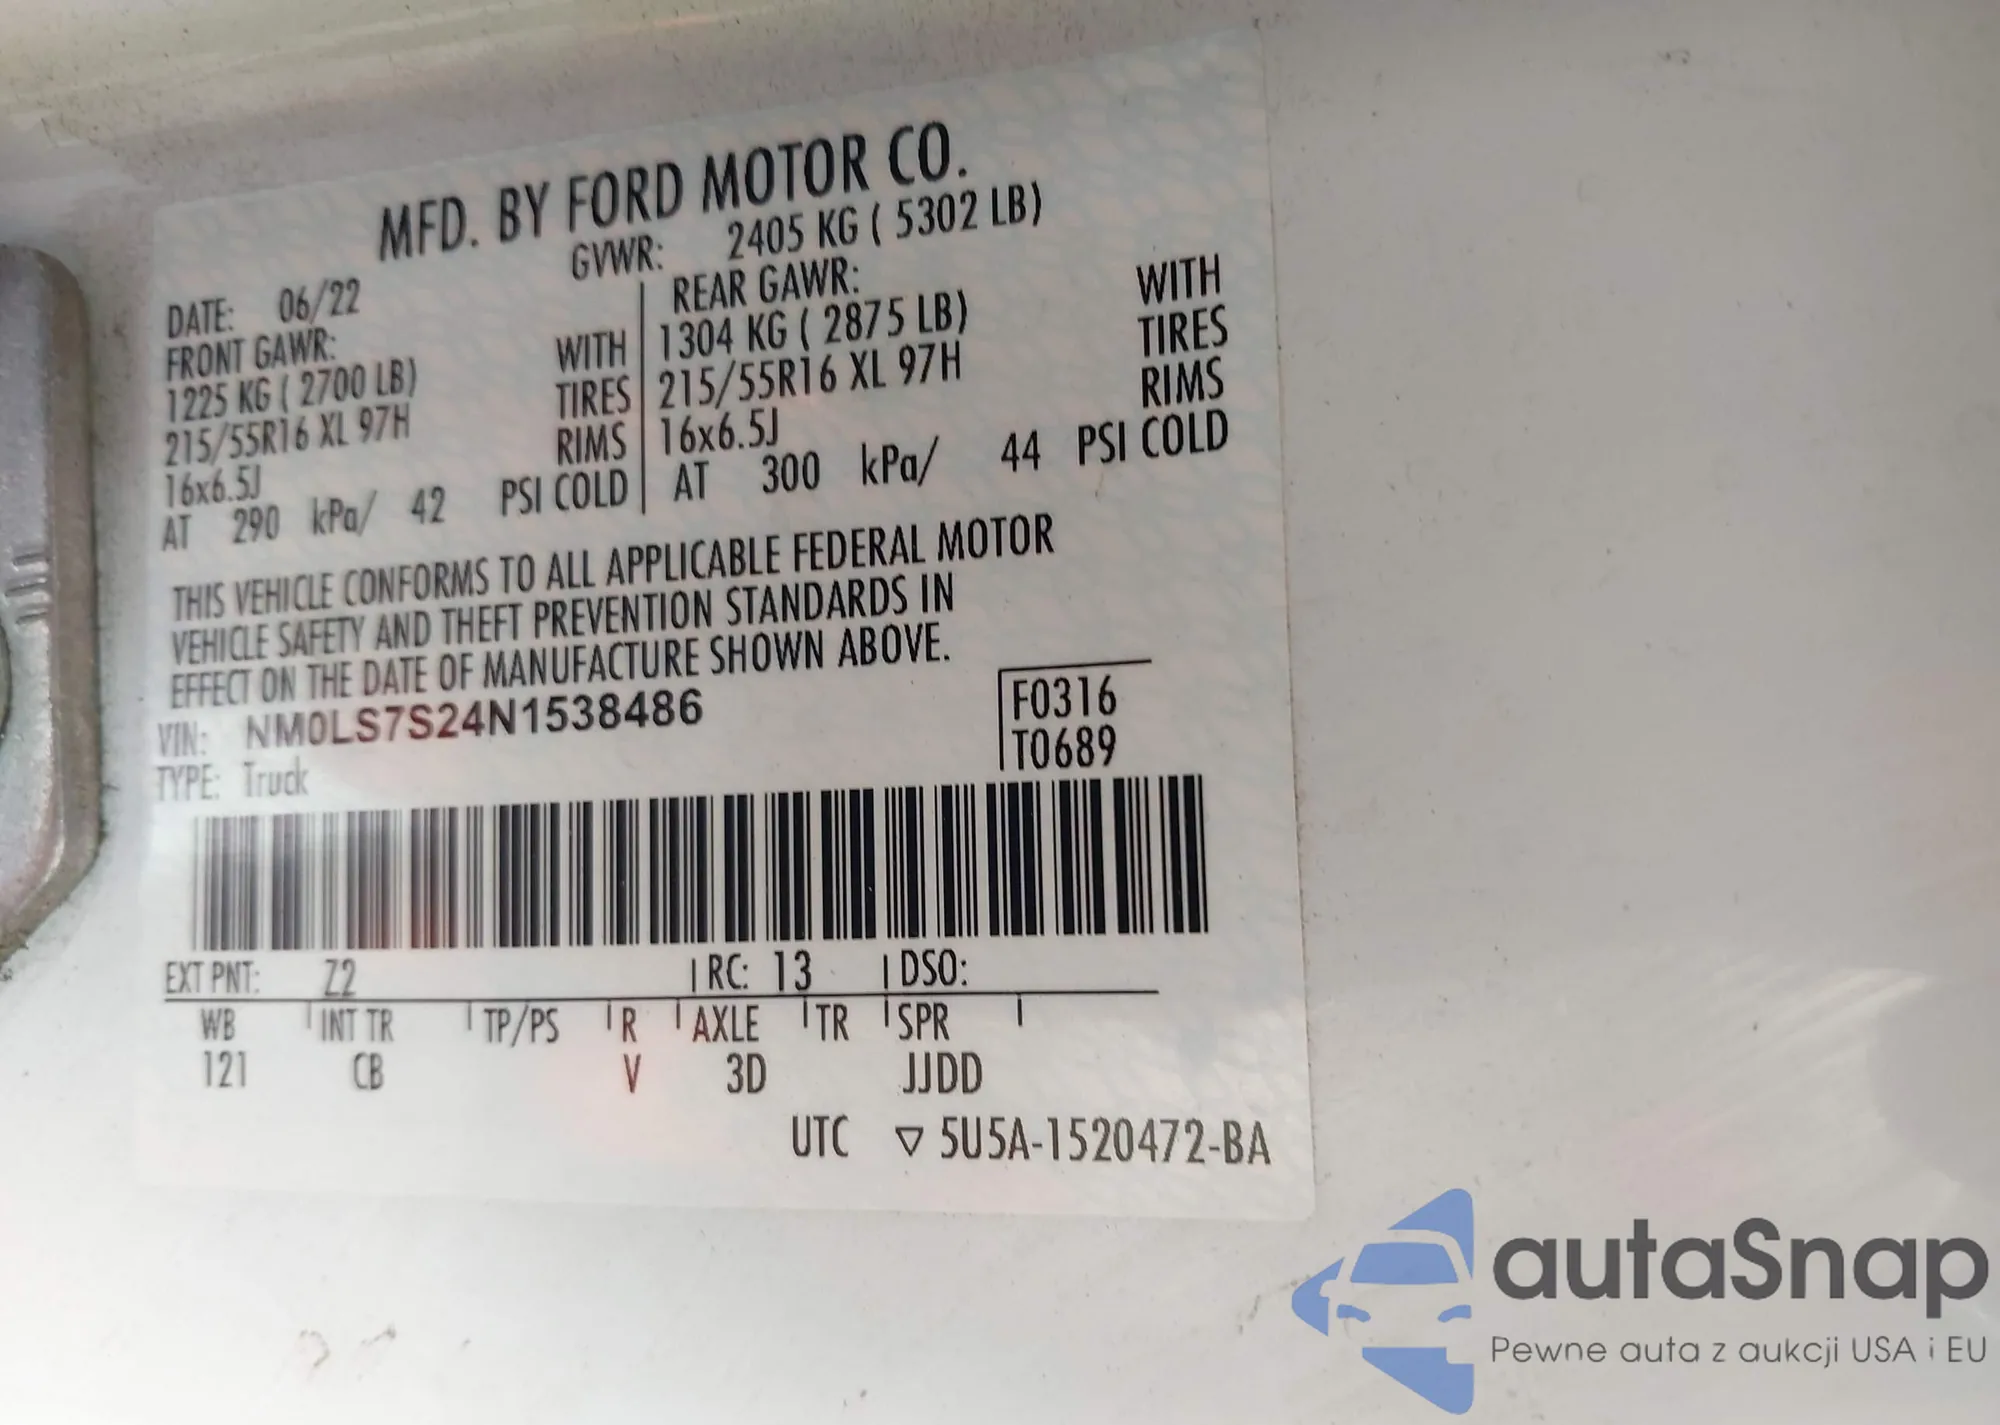 MFD. BY FORD MOTOR CO.
DATE: 06/22 GVWR: 2405 KG ( 5302 LB)
FRONT GAWR: REAR GAWR:
1225 KG ( 2700 LB) WITH 1304 KG ( 2875 LB) WITH
215/55R16 XL 97H TIRES 215/55R16 XL 97H TIRES
16x6.5J RIMS 16x6.5J RIMS
AT 290 kPa/ 42 PSI COLD AT 300 kPa/ 44 PSI COLD
THIS VEHICLE CONFORMS TO ALL APPLICABLE FEDERAL MOTOR
VEHICLE SAFETY AND THEFT PREVENTION STANDARDS IN
EFFECT ON THE DATE OF MANUFACTURE SHOWN ABOVE.
VIN: NM0LS7S24N1538486 F0316
TYPE: Truck T0689
EXT PNT: Z2 RC: 13 DSO:
WB INT TR TP/PS R AXLE TR SPR
121 CB V 3D JJDD
UTC ▽ 5U5A-1520472-BA
autaSnap
Pewne auta z aukcji USA i EU